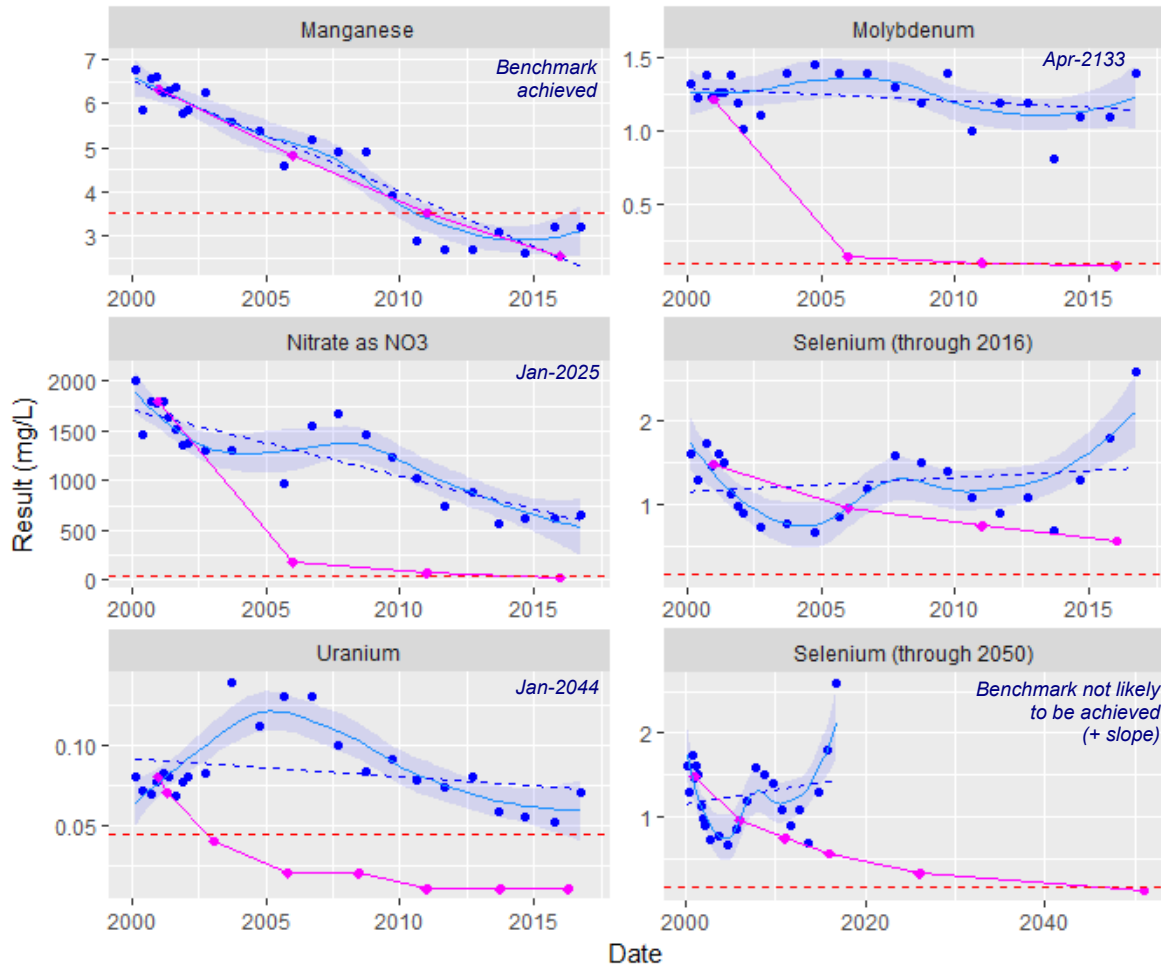 Manganese
Molybdenum
7
6
5
4
3
Benchmark
achieved
1.5
1.0
0.5
Apr-2133
2000
2005
2010
2015
2000
2005
2010
2015
Nitrate as NO3
Selenium (through 2016)
2000
1500
1000
500
0
Jan-2025
2
1
2000
2005
2010
2015
2000
2005
2010
2015
Uranium
Selenium (through 2050)
0.10
0.05
Jan-2044
2
1
Benchmark not likely
to be achieved
(+ slope)
2000
2005
2010
2015
2000
2020
2040
Result (mg/L)
Date